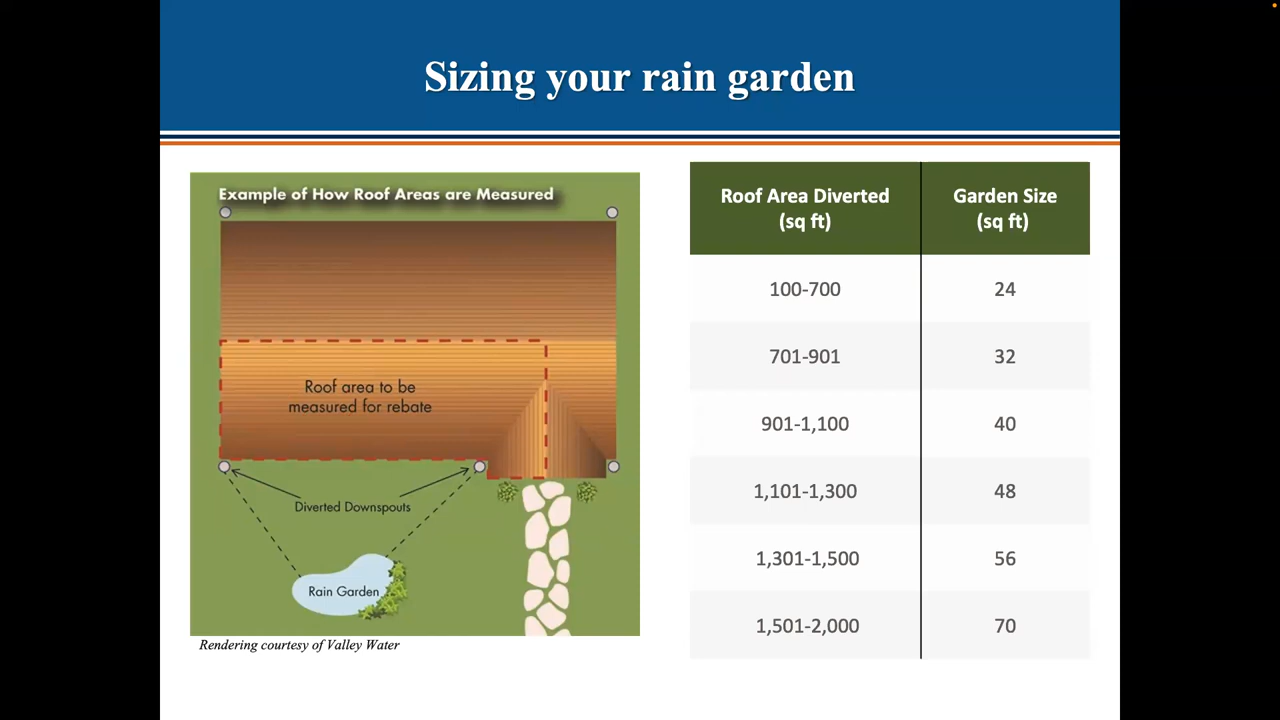 Sizing your rain garden
Example of How Roof Areas are Measured
Roof area to be
measured for rebate
Diverted Downspouts
Rain Garden
Rendering courtesy of Valley Water
Roof Area Diverted
(sq ft)
Garden Size
(sq ft)
100-700
24
701-901
32
901-1,100
40
1,101-1,300
48
1,301-1,500
56
1,501-2,000
70